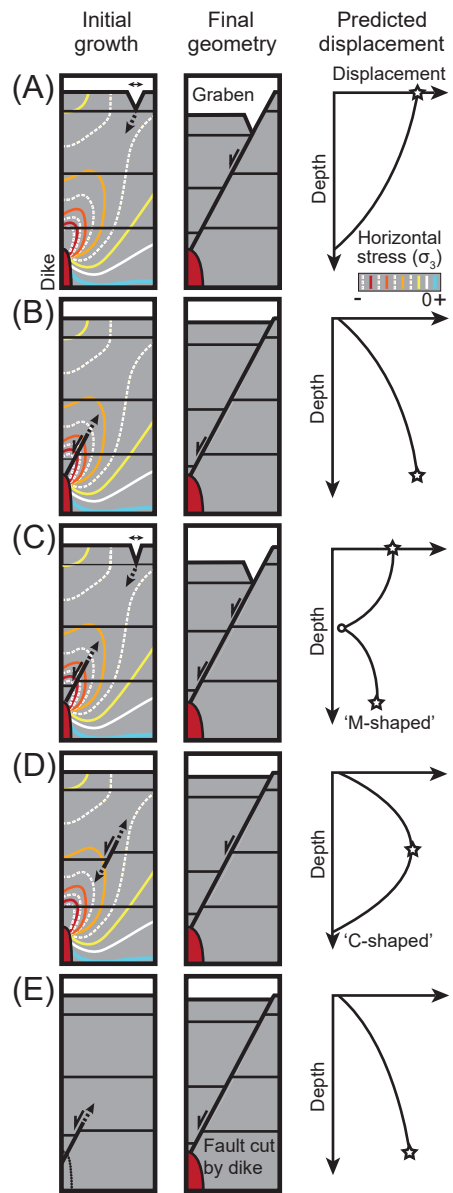 Initial growth
Final geometry
Predicted displacement
(A)
Graben
Displacement
Depth
Dike
Horizontal
stress (σ3)
- 0+
(B)
Depth
(C)
Depth
'M-shaped'
(D)
Depth
'C-shaped'
(E)
Depth
Fault cut
by dike